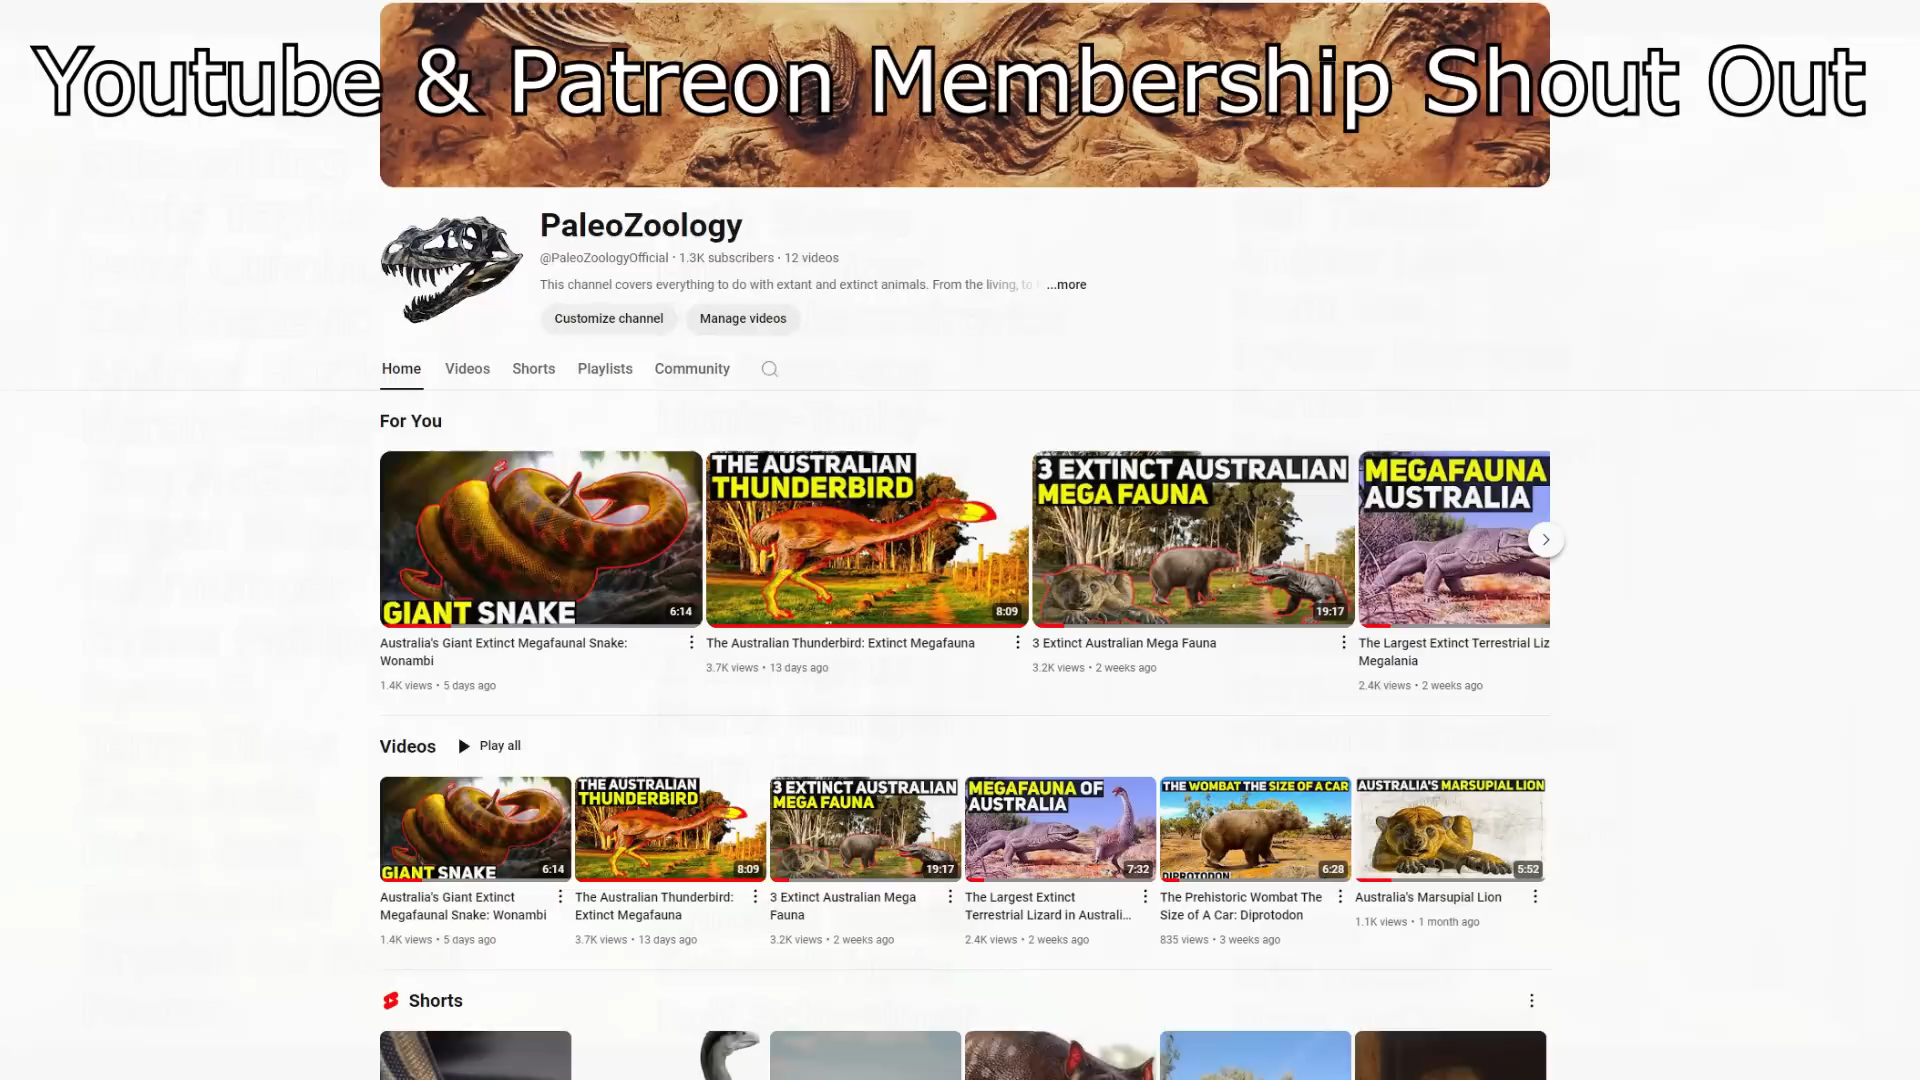 Youtube & Patreon Membership Shout Out
PaleoZoology
@PaleoZoologyOfficial · 1.3K subscribers · 12 videos
This channel covers everything to do with extant and extinct animals. From the living, to ...more
Customize channel
Manage videos
Home
Videos
Shorts
Playlists
Community
For You
GIANT SNAKE
6:14
THE AUSTRALIAN
THUNDERBIRD
8:09
3 EXTINCT AUSTRALIAN
MEGA FAUNA
19:17
MEGAFAUNA
AUSTRALIA
Australia's Giant Extinct Megafaunal Snake:
Wonambi
1.4K views • 5 days ago
The Australian Thunderbird: Extinct Megafauna
3.7K views • 13 days ago
3 Extinct Australian Mega Fauna
3.2K views • 2 weeks ago
The Largest Extinct Terrestrial Liz
Megalania
2.4K views • 2 weeks ago
Videos
Play all
GIANT SNAKE
6:14
THE AUSTRALIAN
THUNDERBIRD
8:09
3 EXTINCT AUSTRALIAN
MEGA FAUNA
19:17
MEGAFAUNA OF
AUSTRALIA
7:32
THE WOMBAT THE SIZE OF A CAR
DIPROTODON
6:28
AUSTRALIA'S MARSUPIAL LION
5:52
Australia's Giant Extinct
Megafaunal Snake: Wonambi
1.4K views • 5 days ago
The Australian Thunderbird:
Extinct Megafauna
3.7K views • 13 days ago
3 Extinct Australian Mega
Fauna
3.2K views • 2 weeks ago
The Largest Extinct
Terrestrial Lizard in Australi...
2.4K views • 2 weeks ago
The Prehistoric Wombat The
Size of A Car: Diprotodon
835 views • 3 weeks ago
Australia's Marsupial Lion
1.1K views • 1 month ago
Shorts